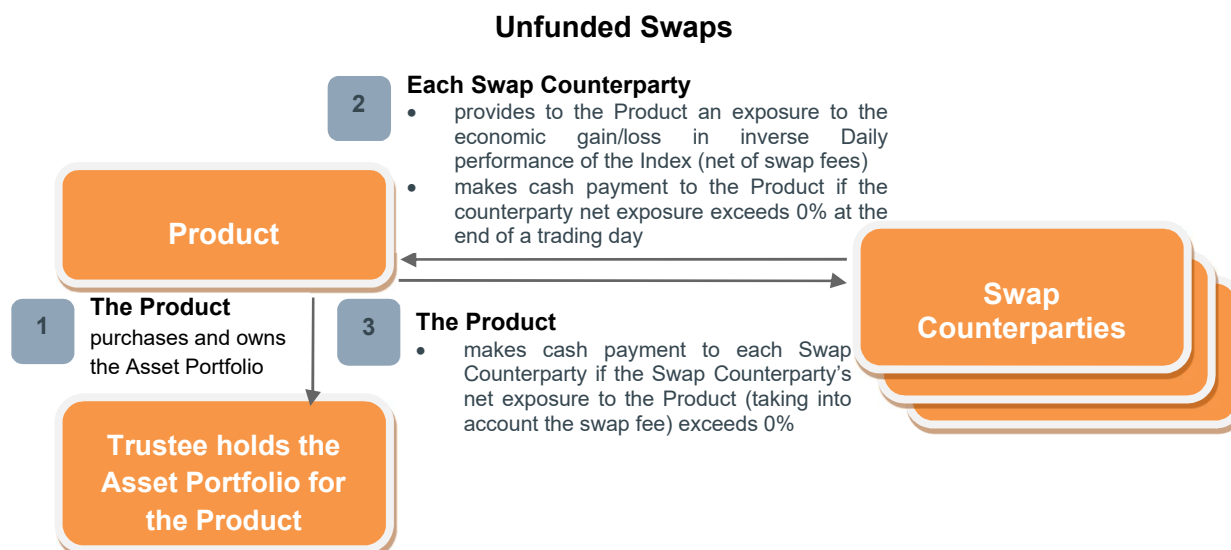 Unfunded Swaps
2
Each Swap Counterparty
• provides to the Product an exposure to the
economic gain/loss in inverse Daily
performance of the Index (net of swap fees)
• makes cash payment to the Product if the
counterparty net exposure exceeds 0% at the
end of a trading day
Product
Swap
Counterparties
1
The Product
purchases and owns
the Asset Portfolio
3
The Product
• makes cash payment to each Swap
Counterparty if the Swap Counterparty's
net exposure to the Product (taking into
account the swap fee) exceeds 0%
Trustee holds the
Asset Portfolio for
the Product